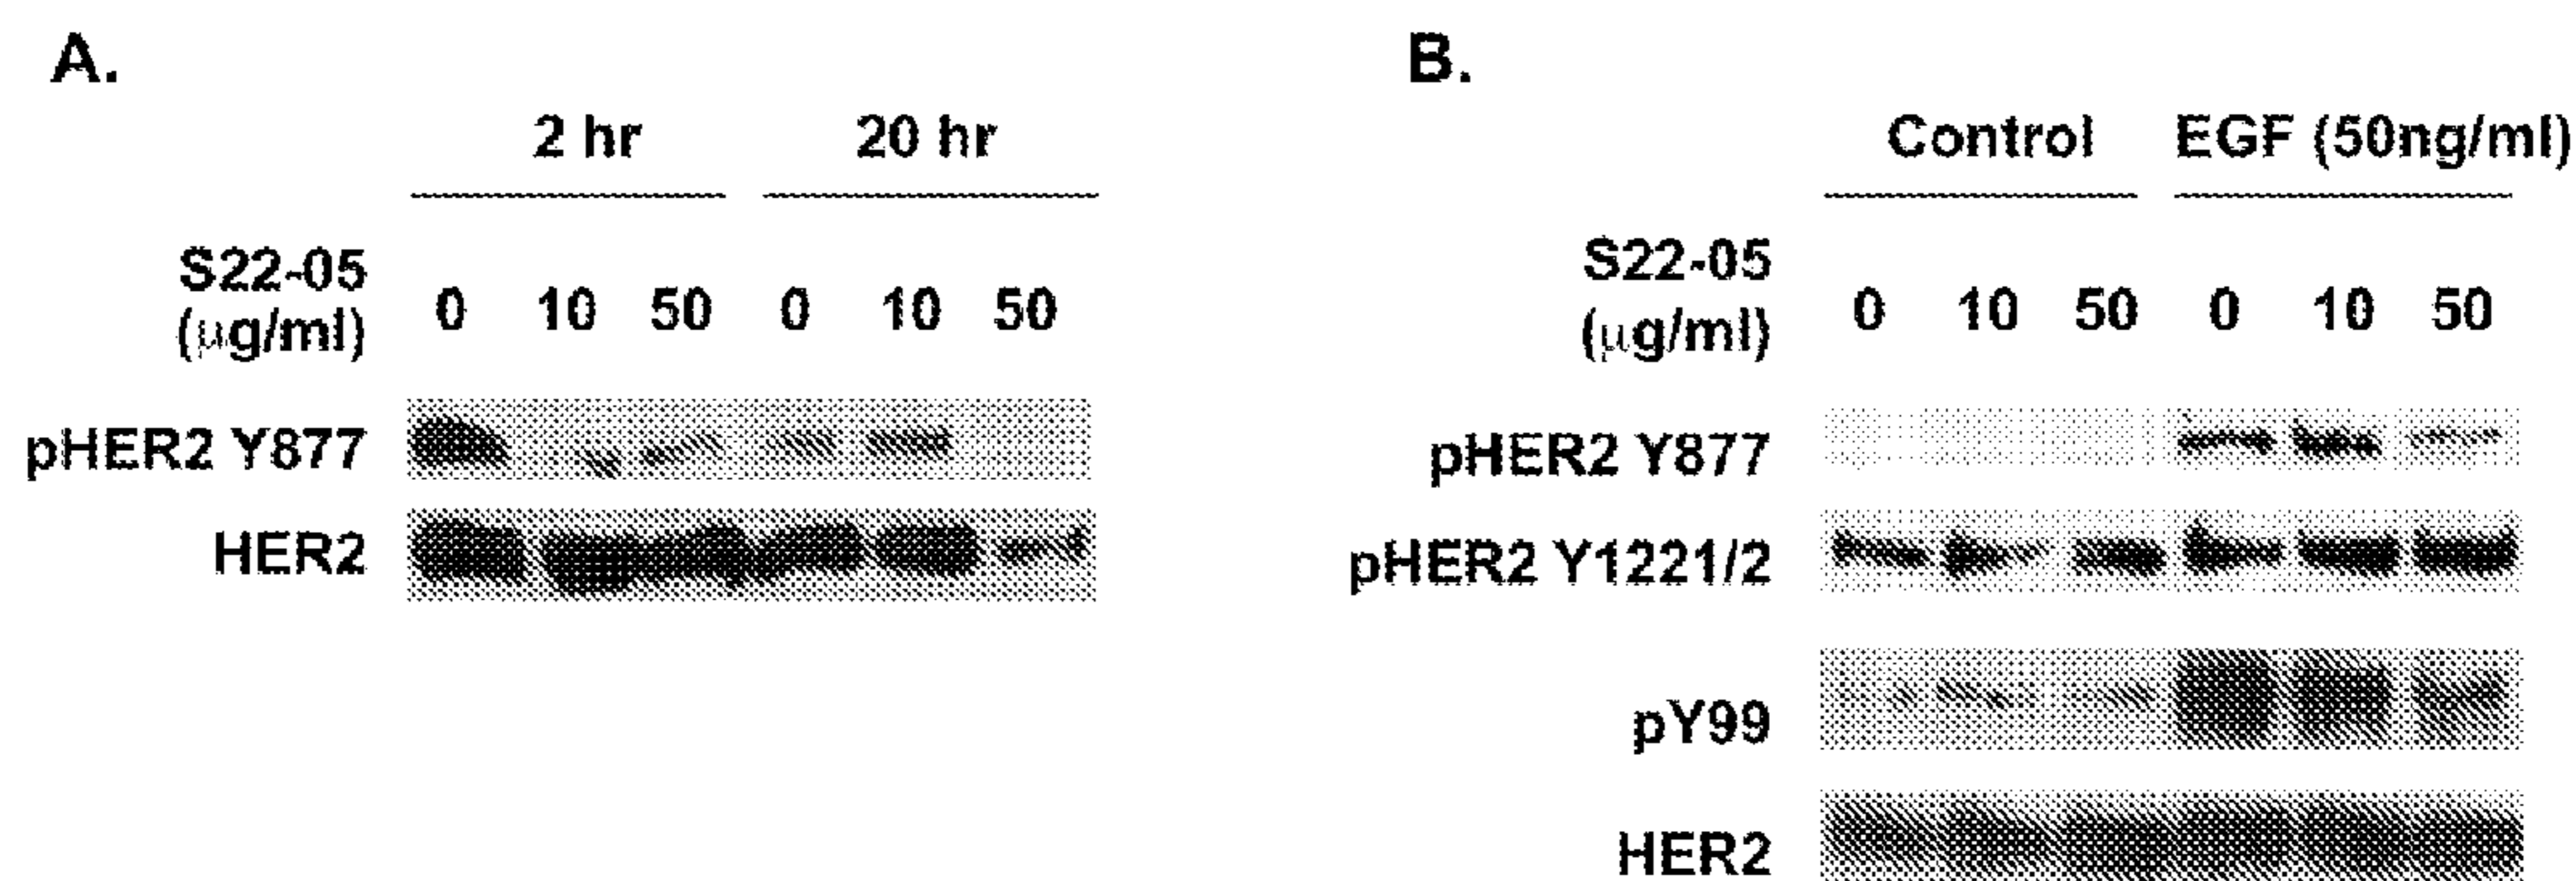 A.
2 hr 20 hr
S22-05
(μg/ml) 0 10 50 0 10 50
pHER2 Y877
HER2
B.
Control EGF (50ng/ml)
S22-05
(μg/ml) 0 10 50 0 10 50
pHER2 Y877
pHER2 Y1221/2
pY99
HER2